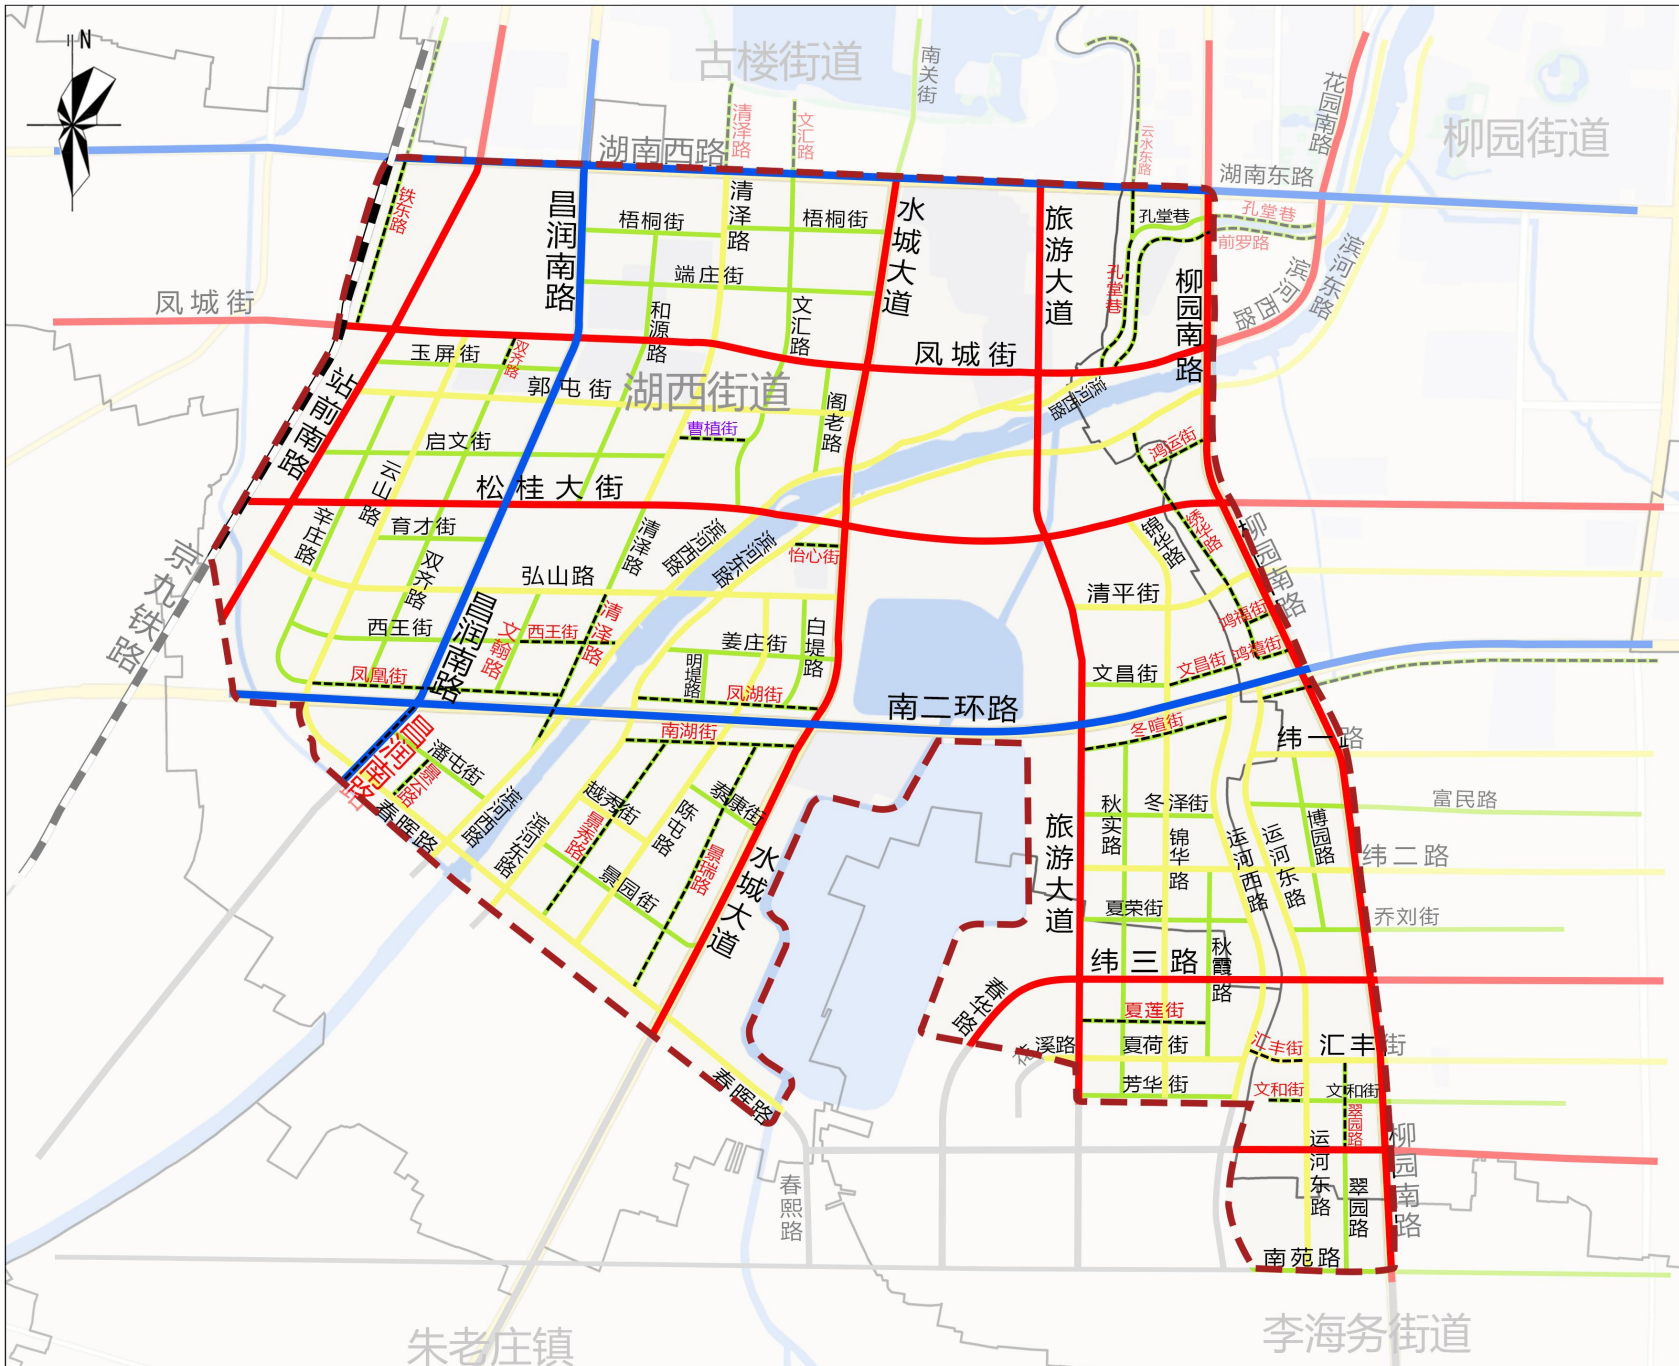 N
古楼街道
南关街
清泽路
文汇路
云水东路
花园南路
柳园街道
湖南西路
湖南东路
铁东路
昌润南路
梧桐街
清泽路
梧桐街
水城大道
旅游大道
孔堂巷
孔堂巷
前罗路
滨河西路
滨河东路
端庄街
孔堂巷
柳园南路
凤城街
和源路
文汇路
凤城街
玉屏街
双齐路
郭屯街
湖西街道
站前南路
阁老路
滨河西路
曹植街
启文街
鸿运街
云山路
松桂大街
辛庄路
育才街
清泽路
滨河西路
滨河东路
怡心街
锦华路
绣华路
柳园南路
京九铁路
双齐路
弘山路
清平街
昌润南路
西王街
文翰路
西王街
清泽路
姜庄街
白堤路
鸿福街
鸿福街
明堤路
凤凰街
凤湖街
文昌街
文昌街
南二环路
南湖街
冬暄街
昌润南路
潘屯街
景云路
纬一路
春晖路
滨河西路
滨河东路
越秀街
景秀路
陈屯路
泰康街
景瑞路
景园街
水城大道
旅游大道
秋实路
冬泽街
锦华路
运河西路
运河东路
博园路
富民路
纬二路
夏荣街
乔刘街
秋霞路
纬三路
春华路
夏莲街
花溪路
夏荷街
汇丰街
汇丰街
芳华街
文和街
文和街
翠园路
春晖路
运河东路
翠园路
柳园南路
春熙路
南苑路
朱老庄镇
李海务街道